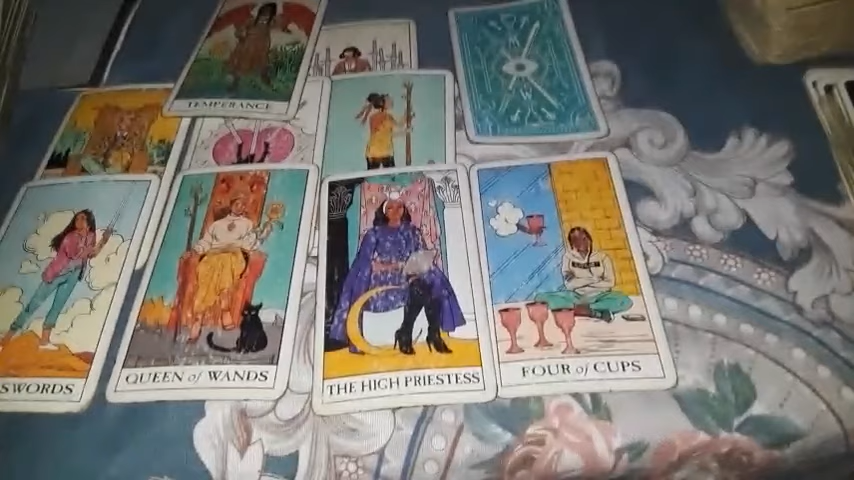 TEMPERANCE
SWORDS
QUEEN of WANDS
THE HIGH PRIESTESS
FOUR of CUPS